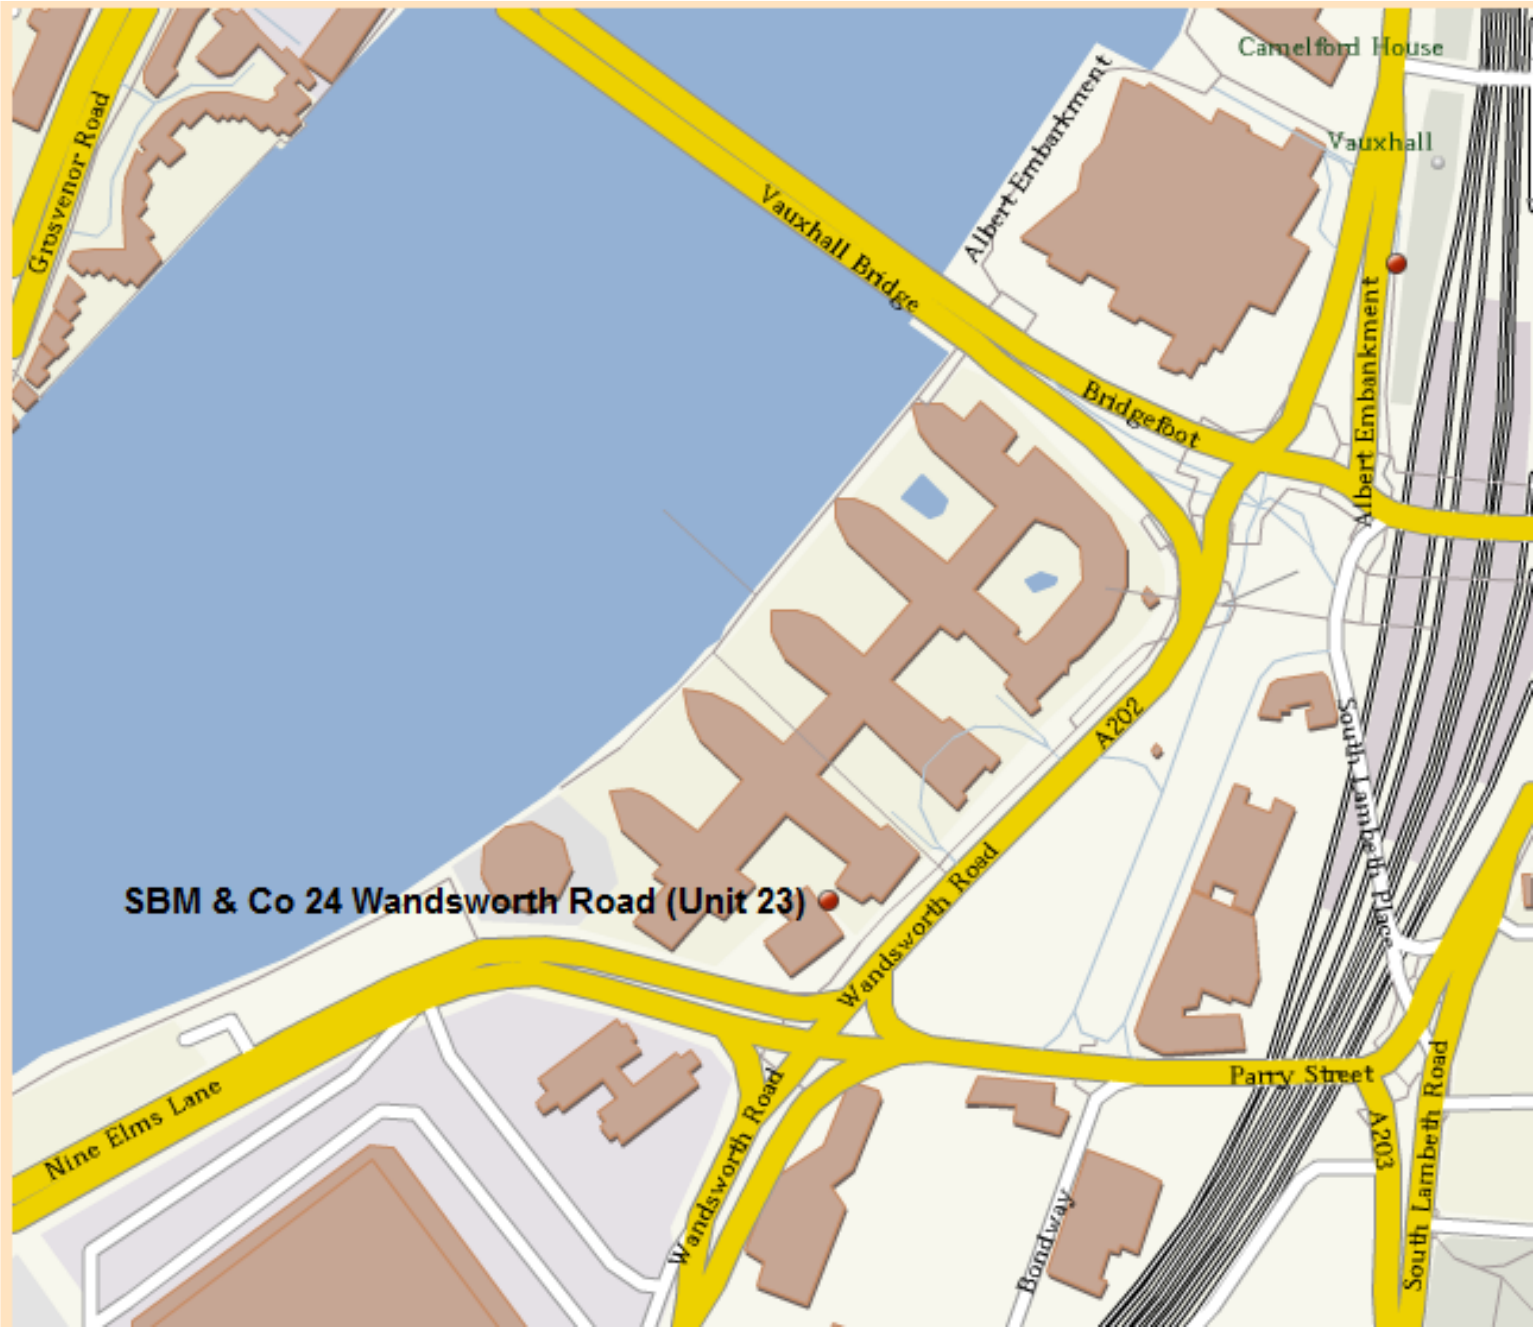 Camelford House
Vauxhall
Albert Embarkment
Grosvenor Road
Vauxhall Bridge
Bridgefoot
Albert Embankment
A202
South Lambeth Place
SBM & Co 24 Wandsworth Road (Unit 23)
Wandsworth Road
Nine Elms Lane
Parry Street
Wandsworth Road
A203
South Lambeth Road
Bondway